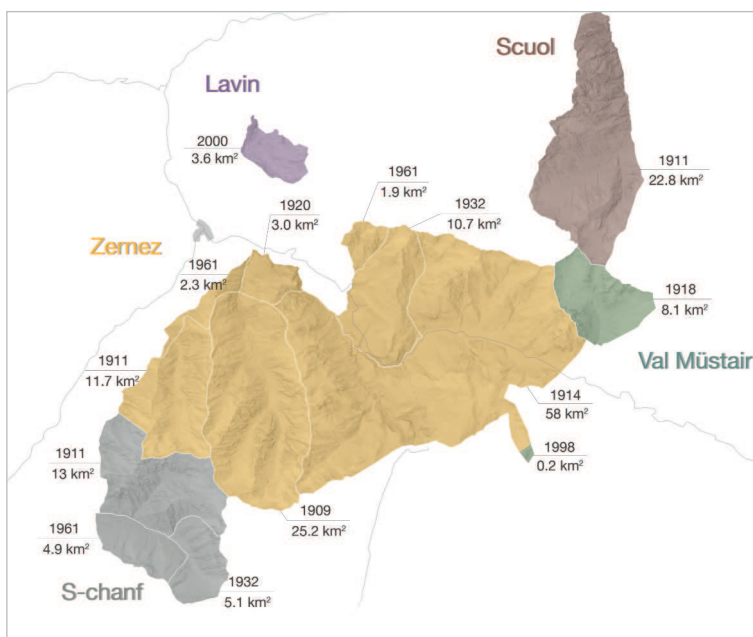 Scuol
Lavin
2000
3.6 km²
1961
1.9 km²
1932
10.7 km²
1911
22.8 km²
1920
3.0 km²
Zernez
1961
2.3 km²
1918
8.1 km²
Val Müstair
1911
11.7 km²
1914
58 km²
1998
0.2 km²
1911
13 km²
1909
25.2 km²
1961
4.9 km²
S-chanf
1932
5.1 km²